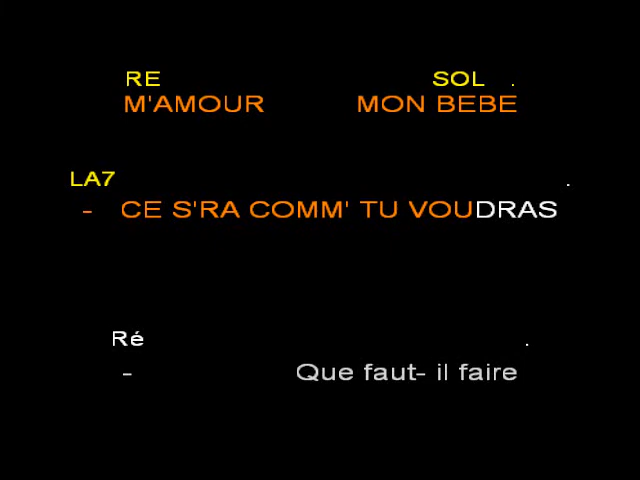 RE SOL .
M'AMOUR MON BEBE
LA7 .
- CE S'RA COMM' TU VOUDRAS
Ré .
- Que faut- il faire